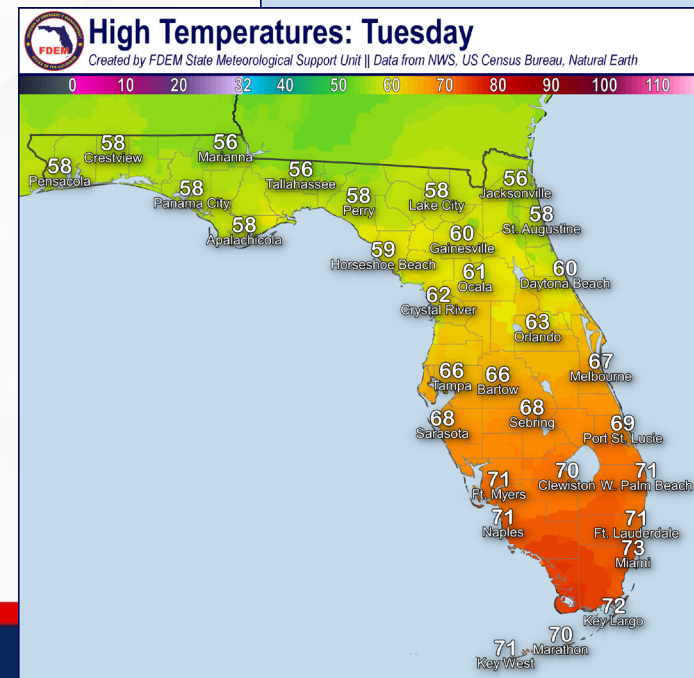 FDEM
High Temperatures: Tuesday
Created by FDEM State Meteorological Support Unit || Data from NWS, US Census Bureau, Natural Earth
0 10 20 32 40 50 60 70 80 90 100 110
58
Crestview
56
Marianna
58
Pensacola
56
Tallahassee
58
Panama City
58
Perry
58
Lake City
56
Jacksonville
58
St. Augustine
58
Apalachicola
60
Gainesville
59
Horseshoe Beach
61
Ocala
60
Daytona Beach
62
Crystal River
63
Orlando
67
Melbourne
66
Tampa
66
Bartow
68
Sarasota
68
Sebring
69
Port St. Lucie
71
Ft. Myers
70
Clewiston
71
W. Palm Beach
71
Naples
71
Ft. Lauderdale
73
Miami
72
Key Largo
70
Marathon
71
Key West